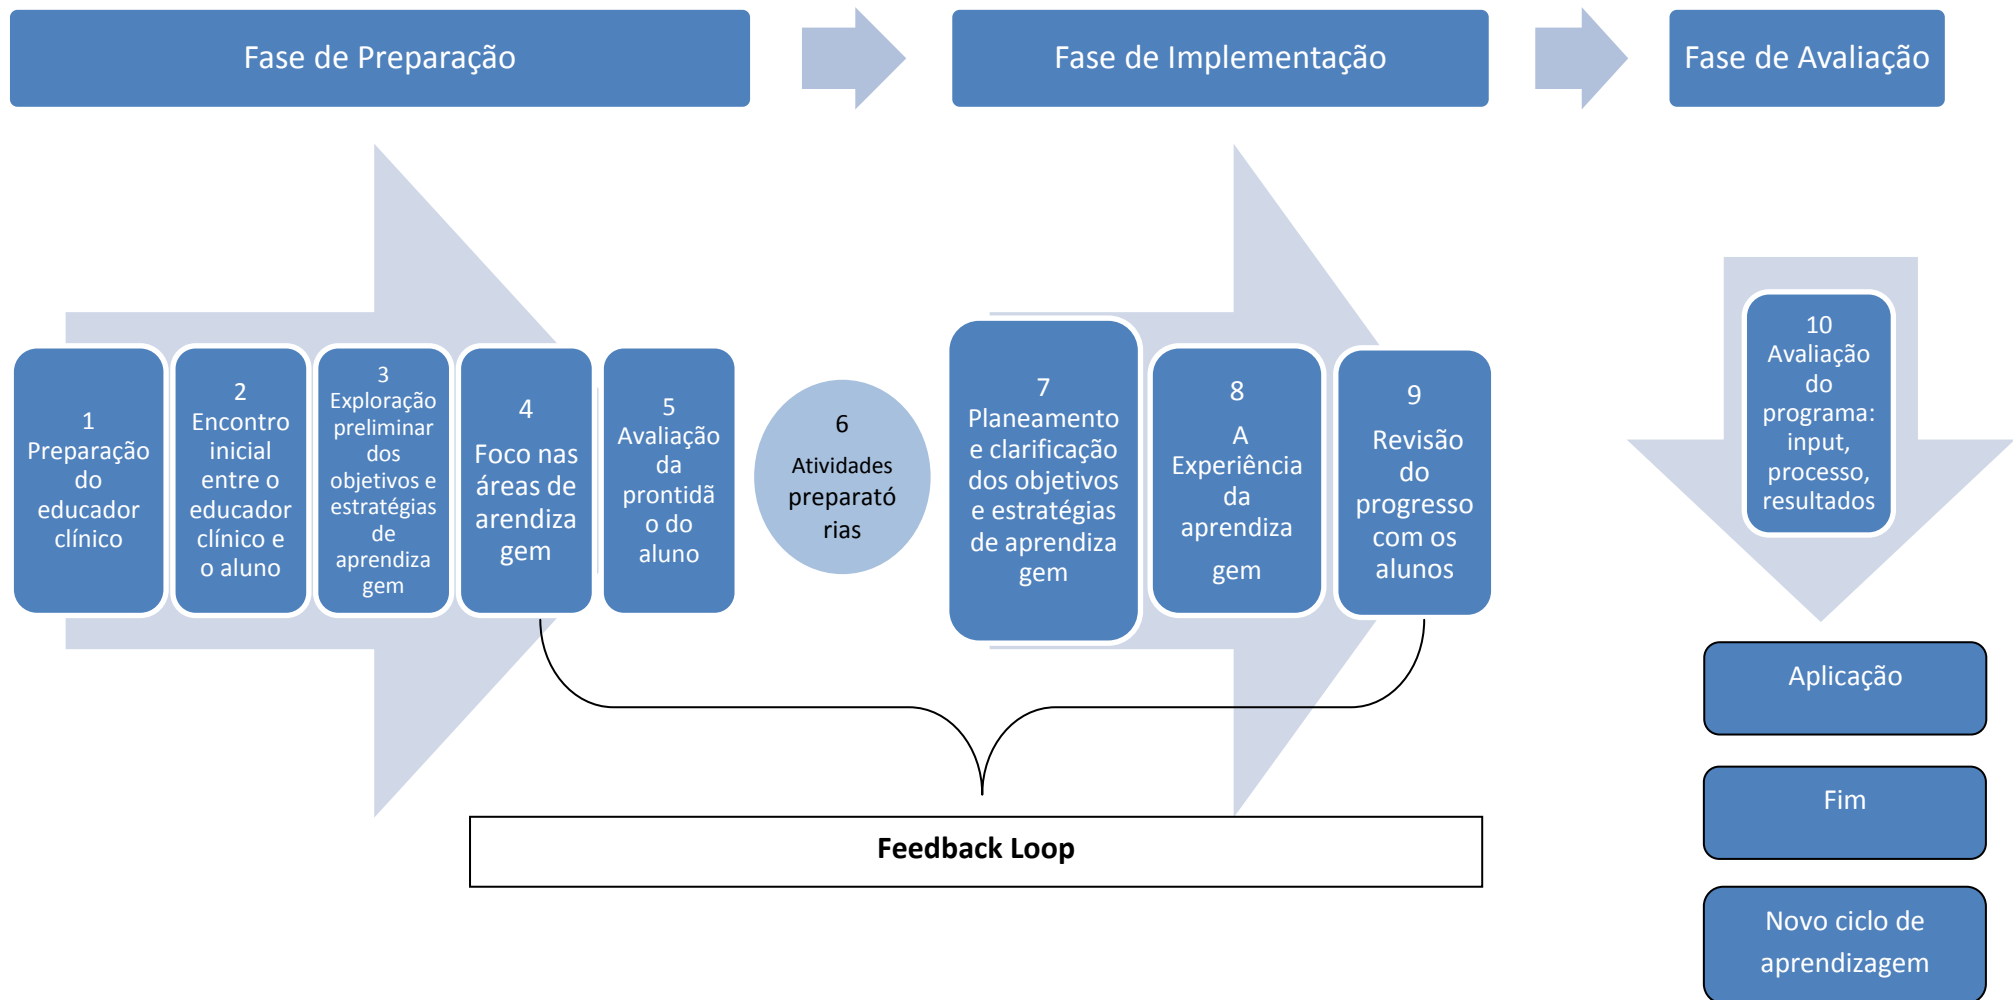 Fase de Preparação
Fase de Implementação
Fase de Avaliação
1
Preparação
do
educador
clínico
2
Encontro
inicial
entre o
educador
clínico e
o aluno
3
Exploração
preliminar
dos
objetivos e
estratégias
de
aprendiza
gem
4
Foco nas
áreas de
arendiza
gem
5
Avaliação
da
prontidã
o do
aluno
6
Atividades
preparató
rias
7
Planeamento
e clarificação
dos objetivos
e estratégias
de aprendiza
gem
8
A
Experiência
da
aprendiza
gem
9
Revisão
do
progresso
com os
alunos
10
Avaliação
do
programa:
input,
processo,
resultados
Feedback Loop
Aplicação
Fim
Novo ciclo de
aprendizagem